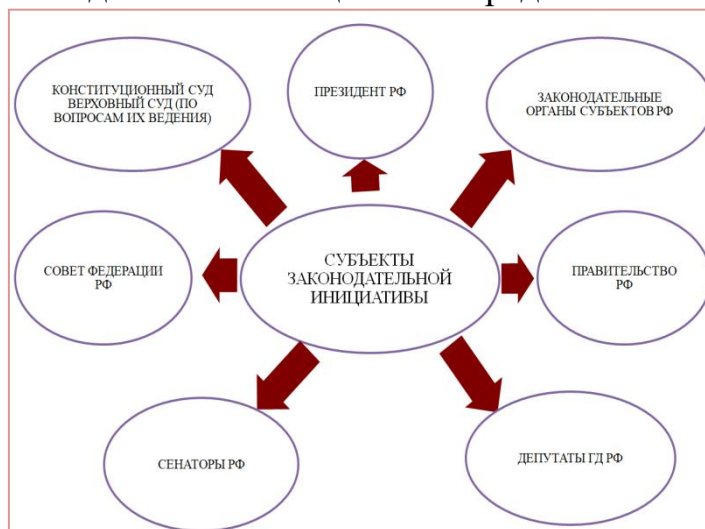 КОНСТИТУЦИОННЫЙ СУД
ВЕРХОВНЫЙ СУД (ПО
ВОПРОСАМ ИХ ВЕДЕНИЯ)
ПРЕЗИДЕНТ РФ
ЗАКОНОДАТЕЛЬНЫЕ
ОРГАНЫ СУБЪЕКТОВ РФ
СОВЕТ ФЕДЕРАЦИИ
РФ
СУБЪЕКТЫ
ЗАКОНОДАТЕЛЬНОЙ
ИНИЦИАТИВЫ
ПРАВИТЕЛЬСТВО
РФ
СЕНАТОРЫ РФ
ДЕПУТАТЫ ГД РФ